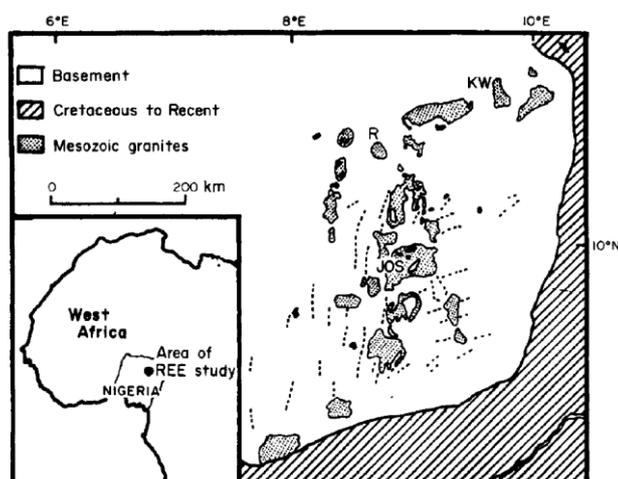 6°E 8°E 10°E
Basement
Cretaceous to Recent
Mesozoic granites
0 200 km
KW
R
JOS
10°N
West
Africa
Area of
REE study
NIGERIA